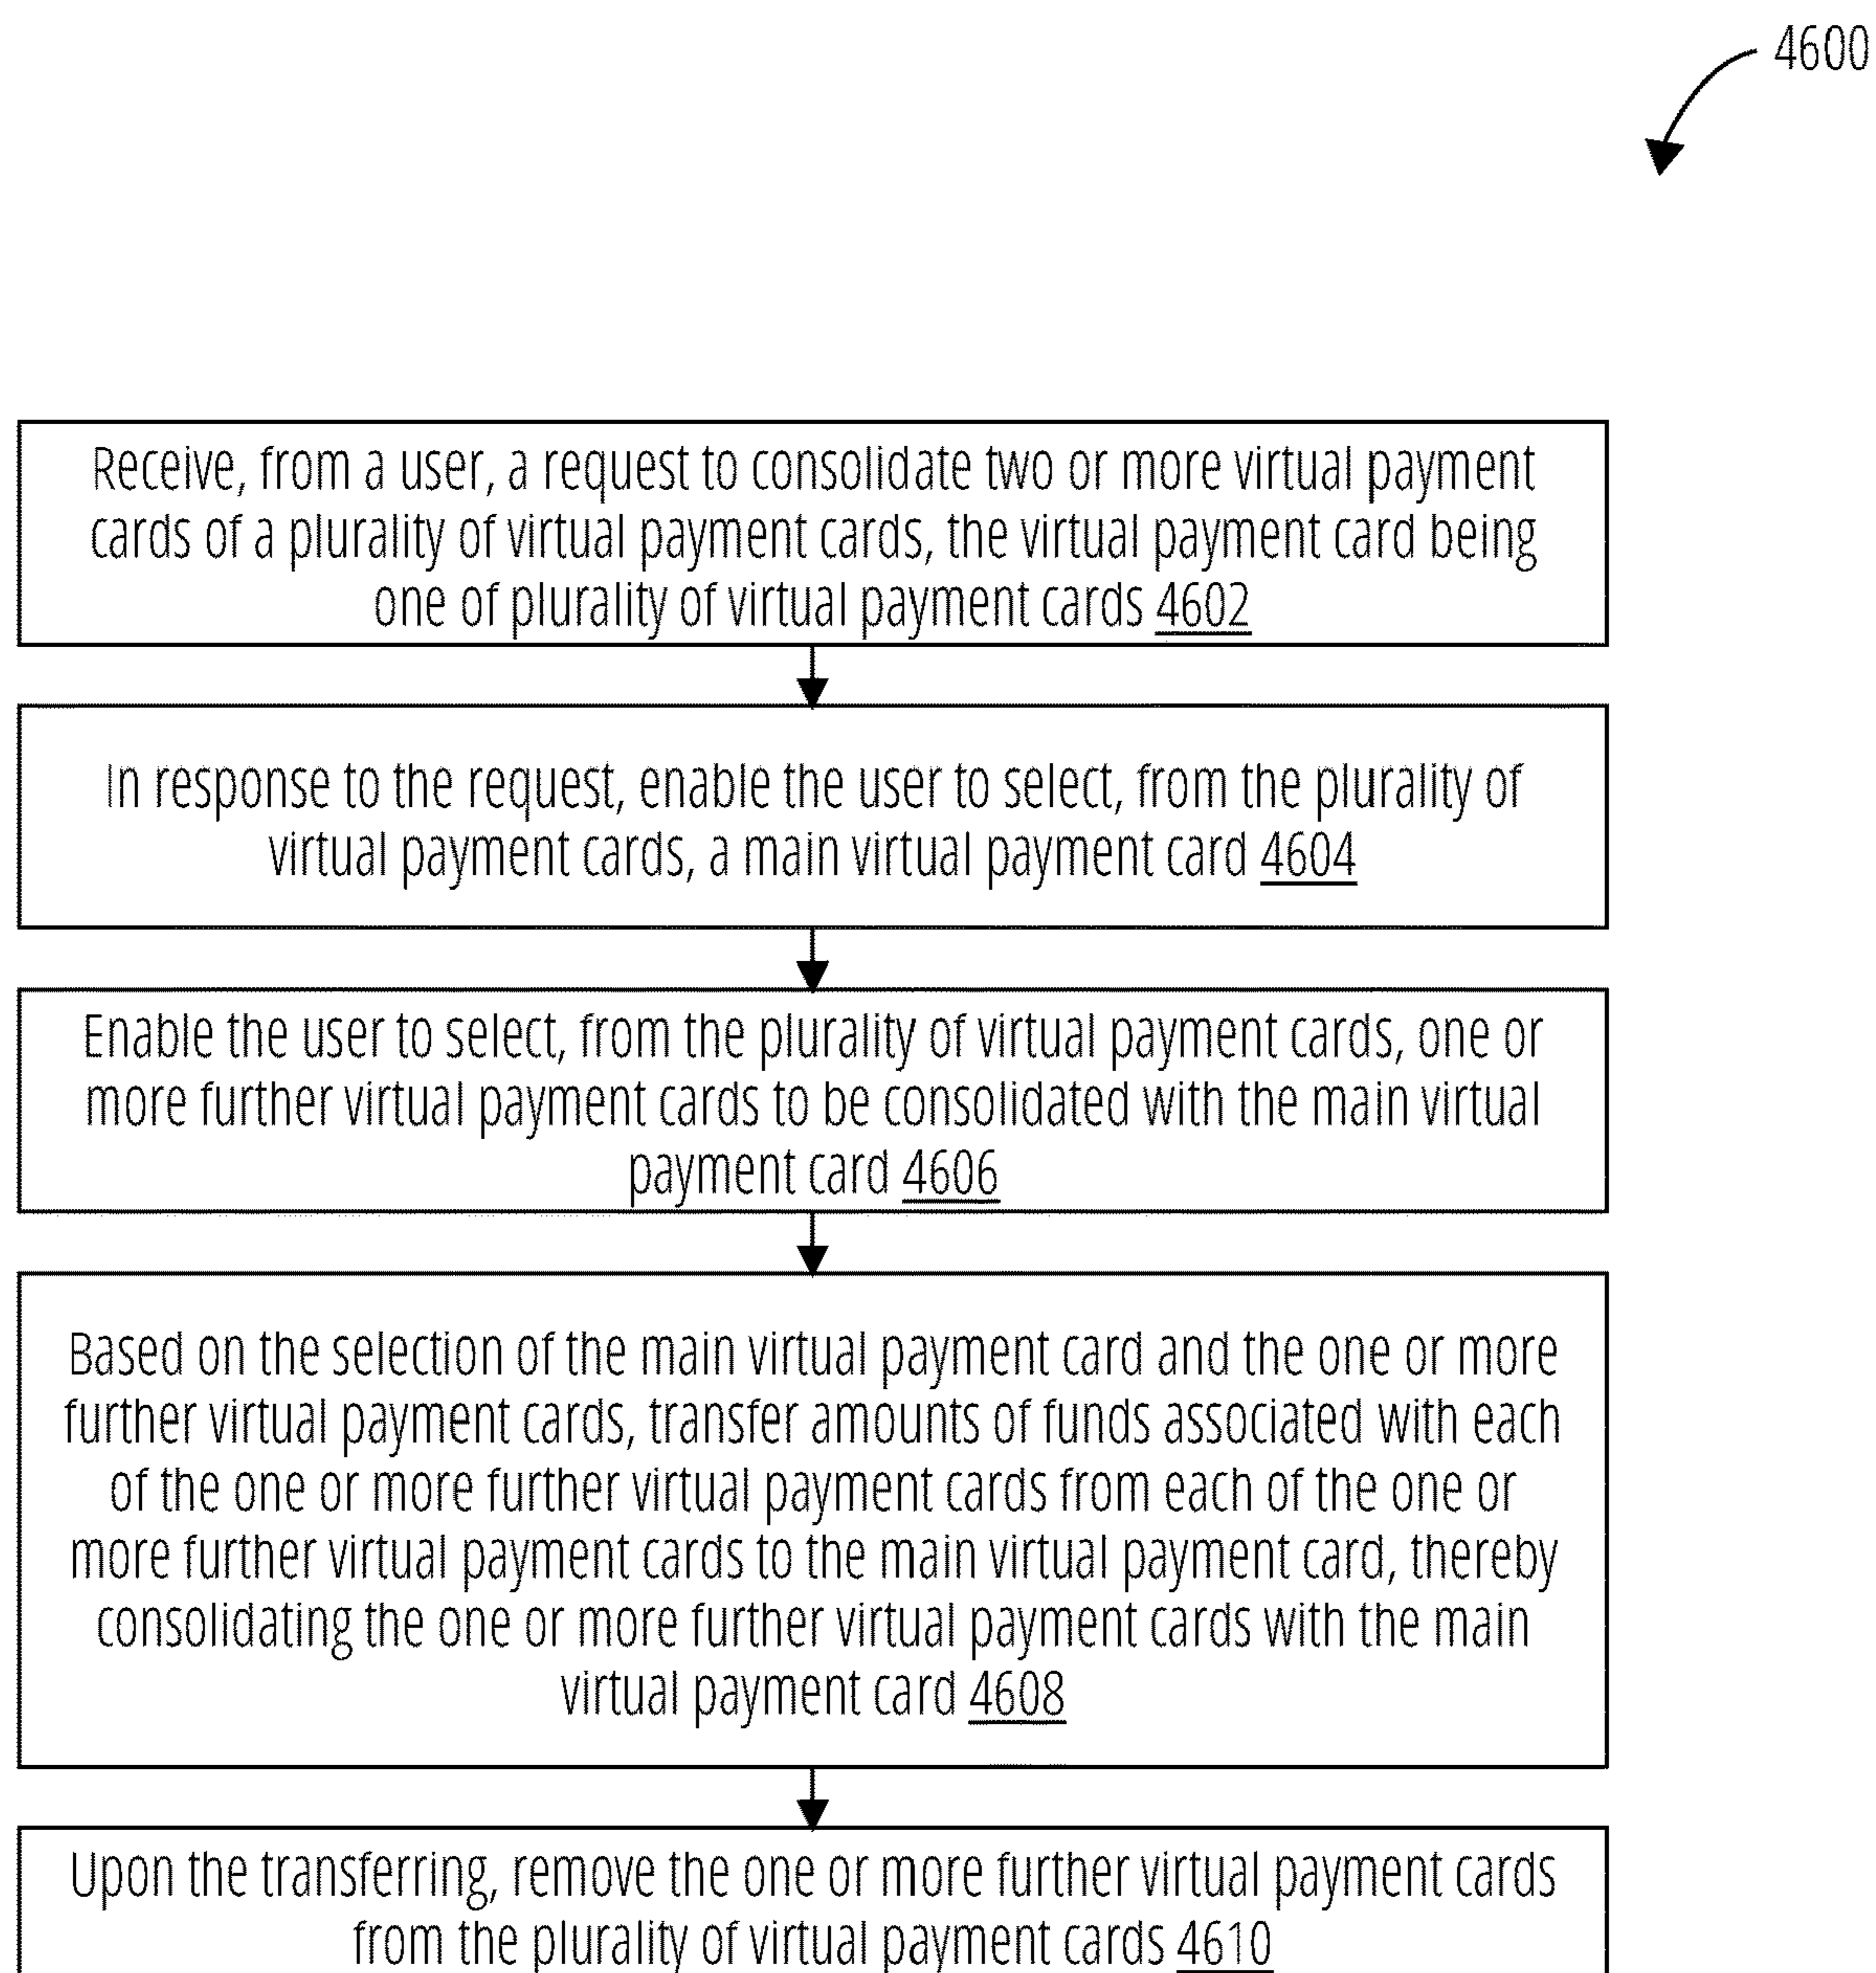 4600
Receive, from a user, a request to consolidate two or more virtual payment
cards of a plurality of virtual payment cards, the virtual payment card being
one of plurality of virtual payment cards 4602
In response to the request, enable the user to select, from the plurality of
virtual payment cards, a main virtual payment card 4604
Enable the user to select, from the plurality of virtual payment cards, one or
more further virtual payment cards to be consolidated with the main virtual
payment card 4606
Based on the selection of the main virtual payment card and the one or more
further virtual payment cards, transfer amounts of funds associated with each
of the one or more further virtual payment cards from each of the one or
more further virtual payment cards to the main virtual payment card, thereby
consolidating the one or more further virtual payment cards with the main
virtual payment card 4608
Upon the transferring, remove the one or more further virtual payment cards
from the plurality of virtual payment cards 4610